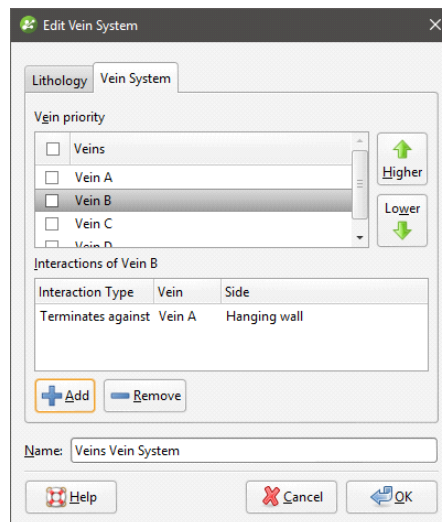 Edit Vein System
Lithology Vein System
Vein priority
Veins
Vein A
Vein B
Vein C
Vein D
Higher
Lower
Interactions of Vein B
Interaction Type Vein Side
Terminates against Vein A Hanging wall
Add Remove
Name: Veins Vein System
Help Cancel OK